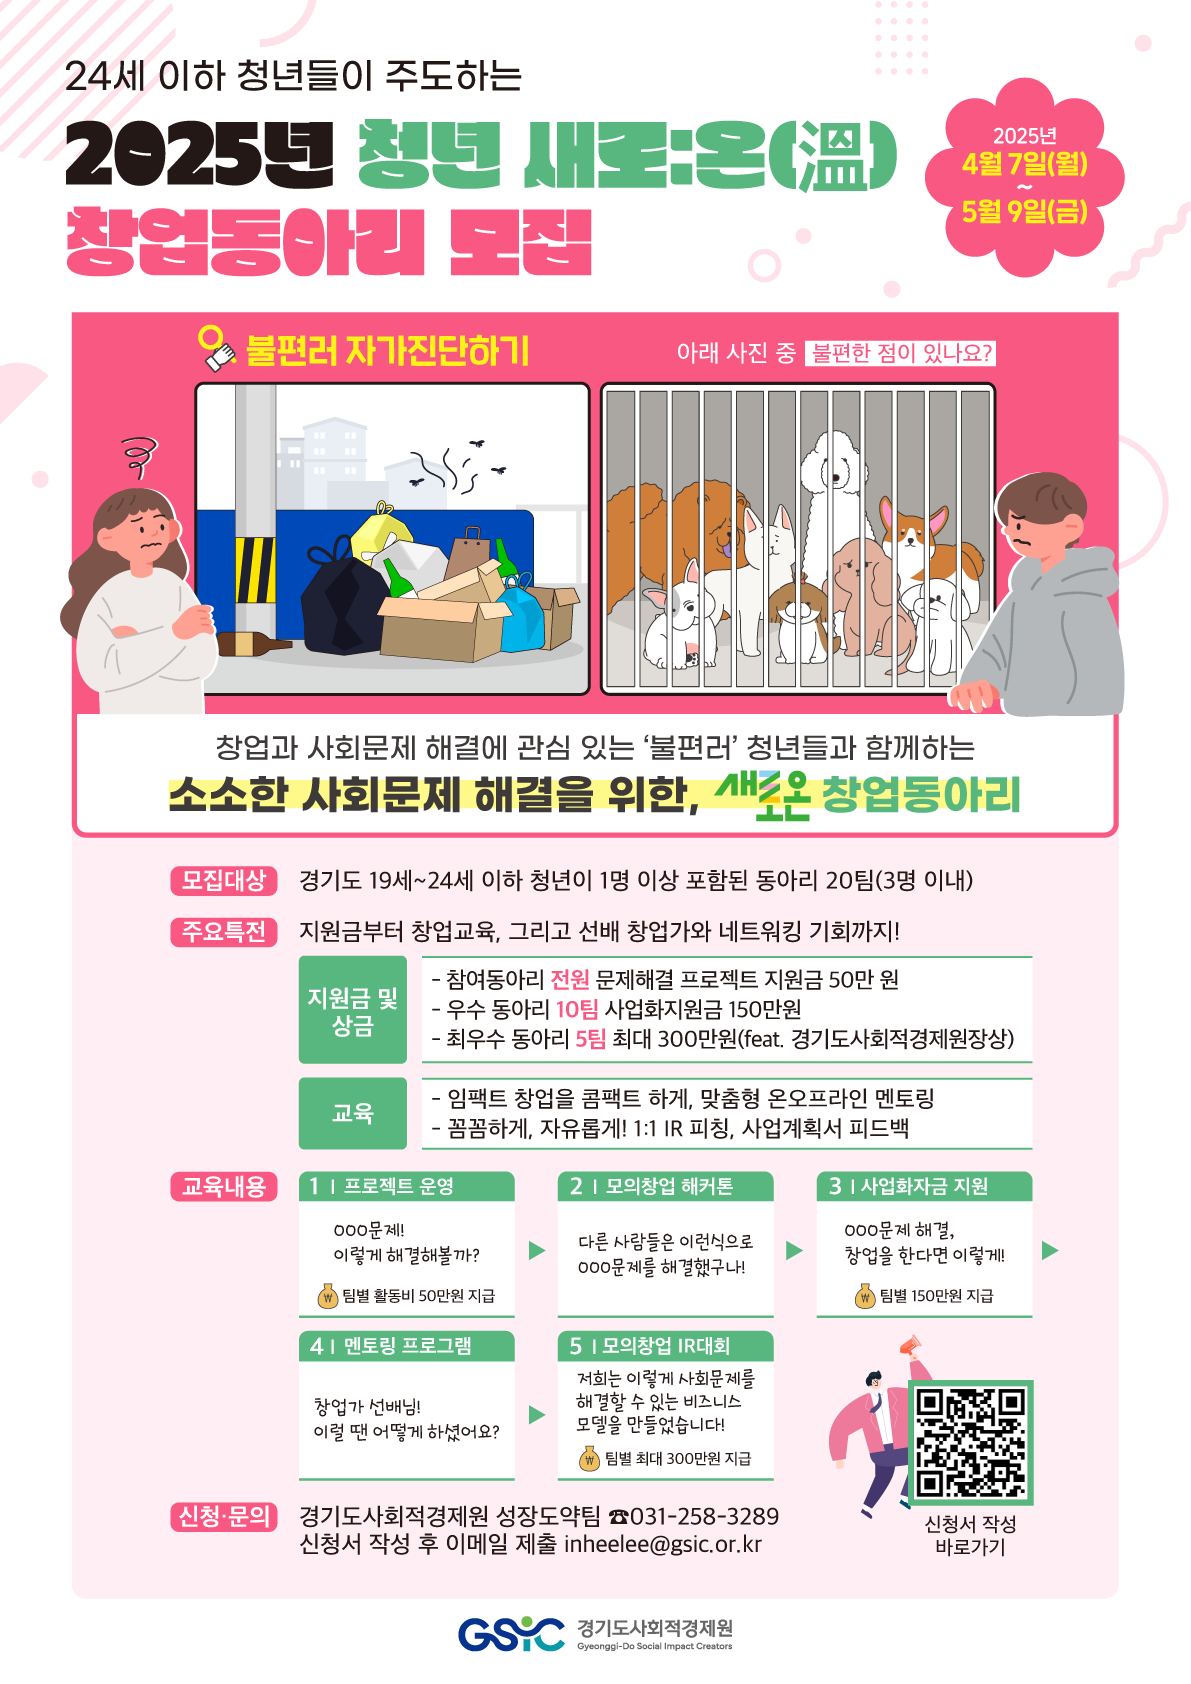 24세 이하 청년들이 주도하는
2025년 청년 새로:온(溫)
창업동아리 모집
2025년
4월 7일(월)
~
5월 9일(금)
불편러 자가진단하기
아래 사진 중 불편한 점이 있나요?
창업과 사회문제 해결에 관심 있는 ‘불편러’ 청년들과 함께하는
소소한 사회문제 해결을 위한, 새로온 창업동아리
모집대상
경기도 19세~24세 이하 청년이 1명 이상 포함된 동아리 20팀(3명 이내)
주요특전
지원금부터 창업교육, 그리고 선배 창업가와 네트워킹 기회까지!
지원금 및
상금
- 참여동아리 전원 문제해결 프로젝트 지원금 50만 원
- 우수 동아리 10팀 사업화지원금 150만원
- 최우수 동아리 5팀 최대 300만원(feat. 경기도사회적경제원장상)
교육
- 임팩트 창업을 콤팩트 하게, 맞춤형 온오프라인 멘토링
- 꼼꼼하게, 자유롭게! 1:1 IR 피칭, 사업계획서 피드백
교육내용
1 | 프로젝트 운영
OOO문제!
이렇게 해결해볼까?
₩ 팀별 활동비 50만원 지급
2 | 모의창업 해커톤
다른 사람들은 이런식으로
OOO문제를 해결했구나!
3 | 사업화자금 지원
OOO문제 해결,
창업을 한다면 이렇게!
₩ 팀별 150만원 지급
4 | 멘토링 프로그램
창업가 선배님!
이럴 땐 어떻게 하셨어요?
5 | 모의창업 IR대회
저희는 이렇게 사회문제를
해결할 수 있는 비즈니스
모델을 만들었습니다!
₩ 팀별 최대 300만원 지급
신청서 작성
바로가기
신청·문의
경기도사회적경제원 성장도약팀 ☎031-258-3289
신청서 작성 후 이메일 제출 inheelee@gsic.or.kr
GSIC 경기도사회적경제원
Gyeonggi-Do Social Impact Creators